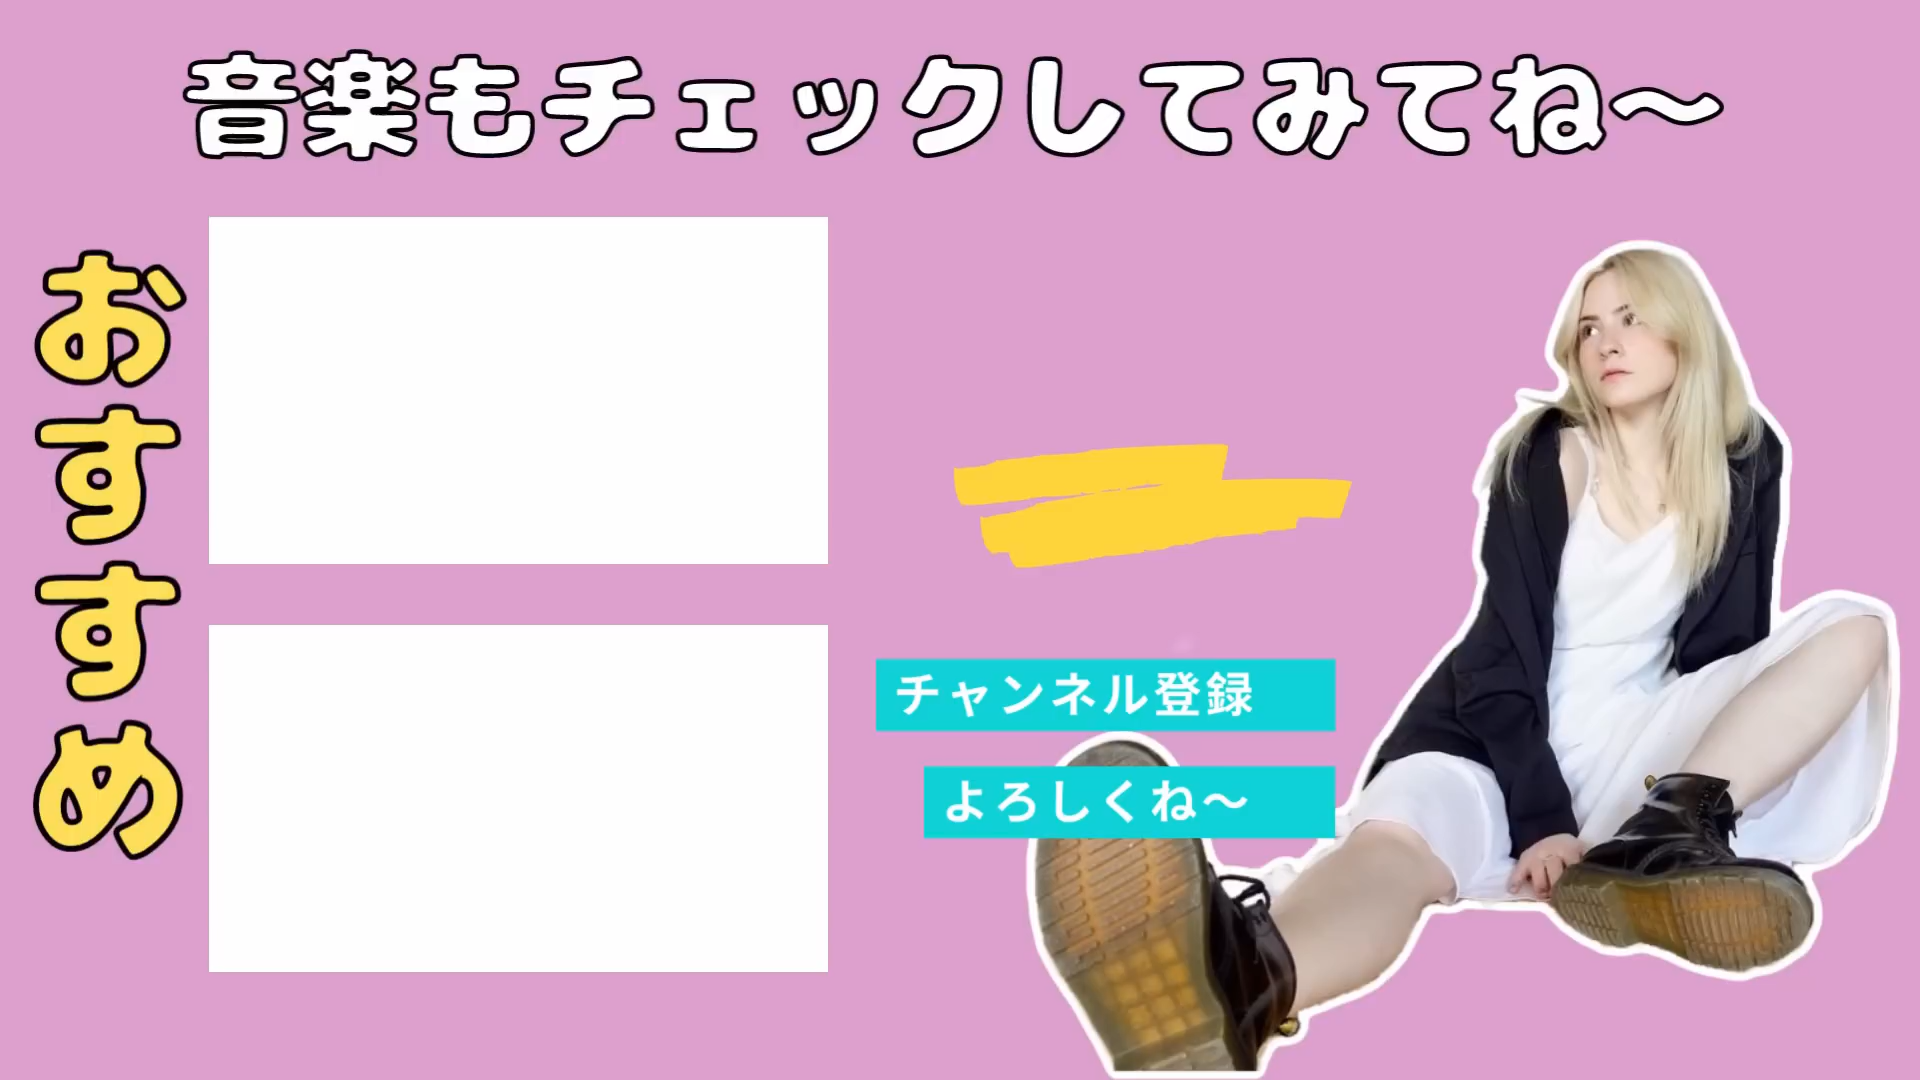 音楽もチェックしてみてね〜
おすすめ
チャンネル登録
よろしくね〜